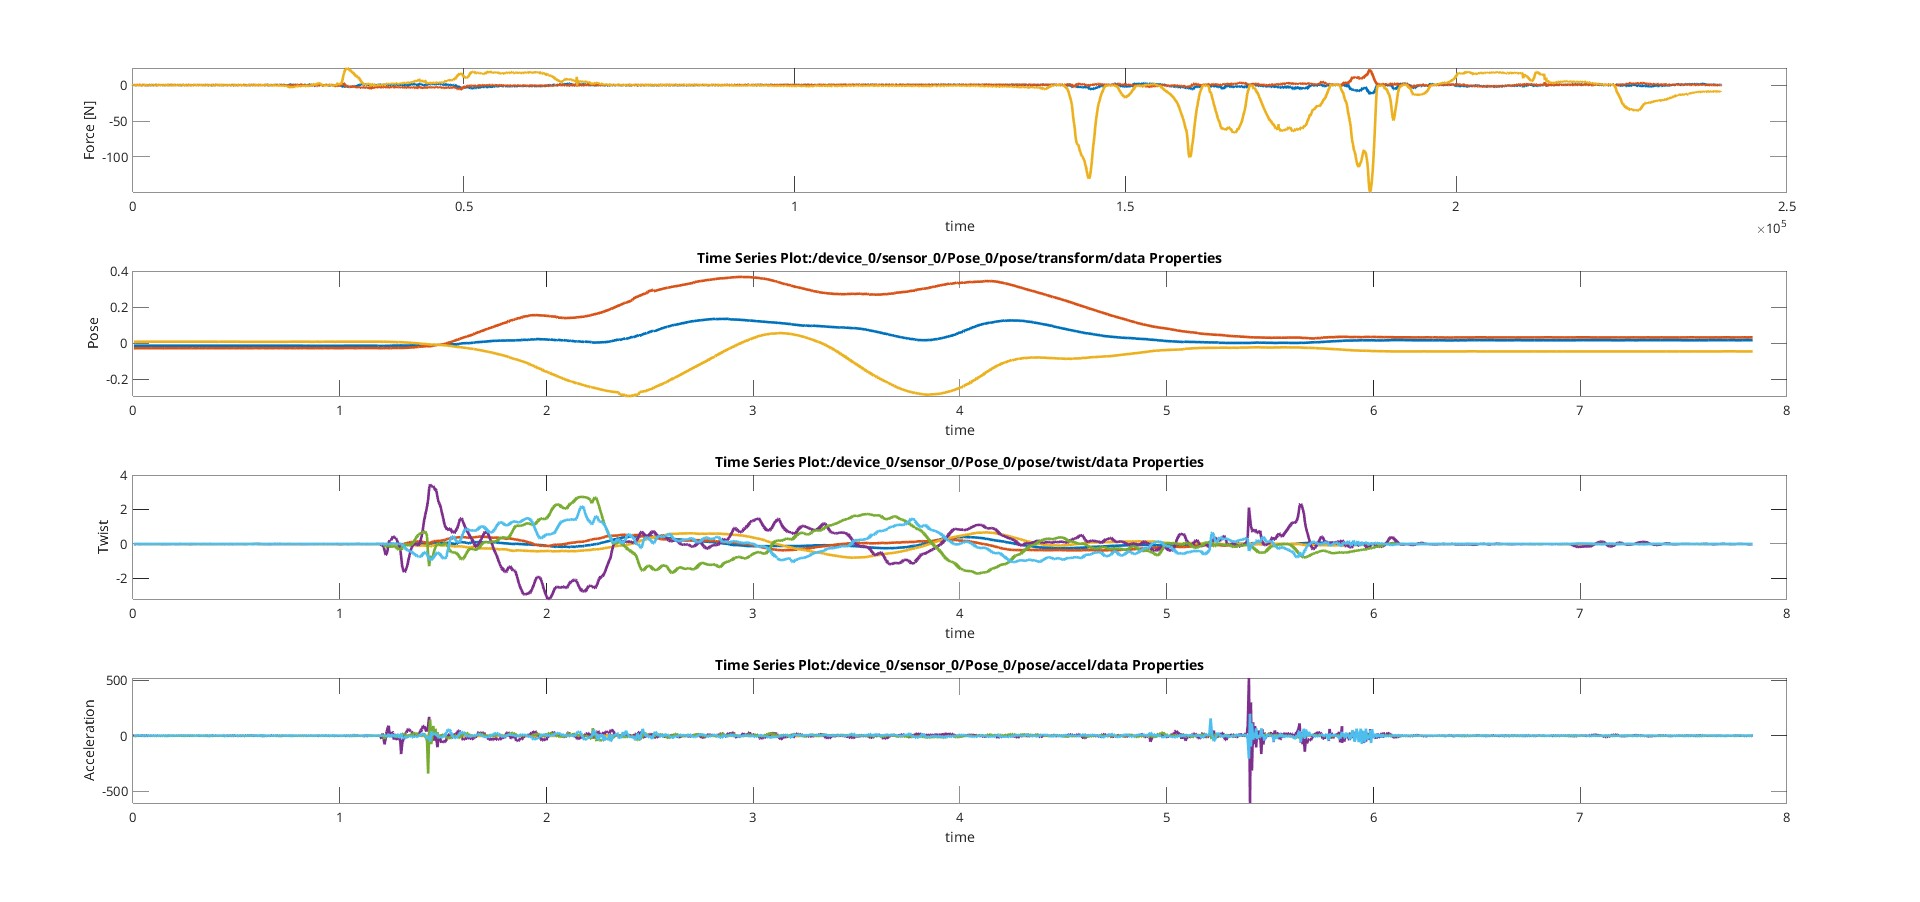 0
-50
-100
Force [N]
0 0.5 1 1.5 2 2.5
×10^5
time
Time Series Plot:/device_0/sensor_0/Pose_0/pose/transform/data Properties
0.4
0.2
0
-0.2
Pose
0 1 2 3 4 5 6 7 8
time
Time Series Plot:/device_0/sensor_0/Pose_0/pose/twist/data Properties
4
2
0
-2
Twist
0 1 2 3 4 5 6 7 8
time
Time Series Plot:/device_0/sensor_0/Pose_0/pose/accel/data Properties
500
0
-500
Acceleration
0 1 2 3 4 5 6 7 8
time